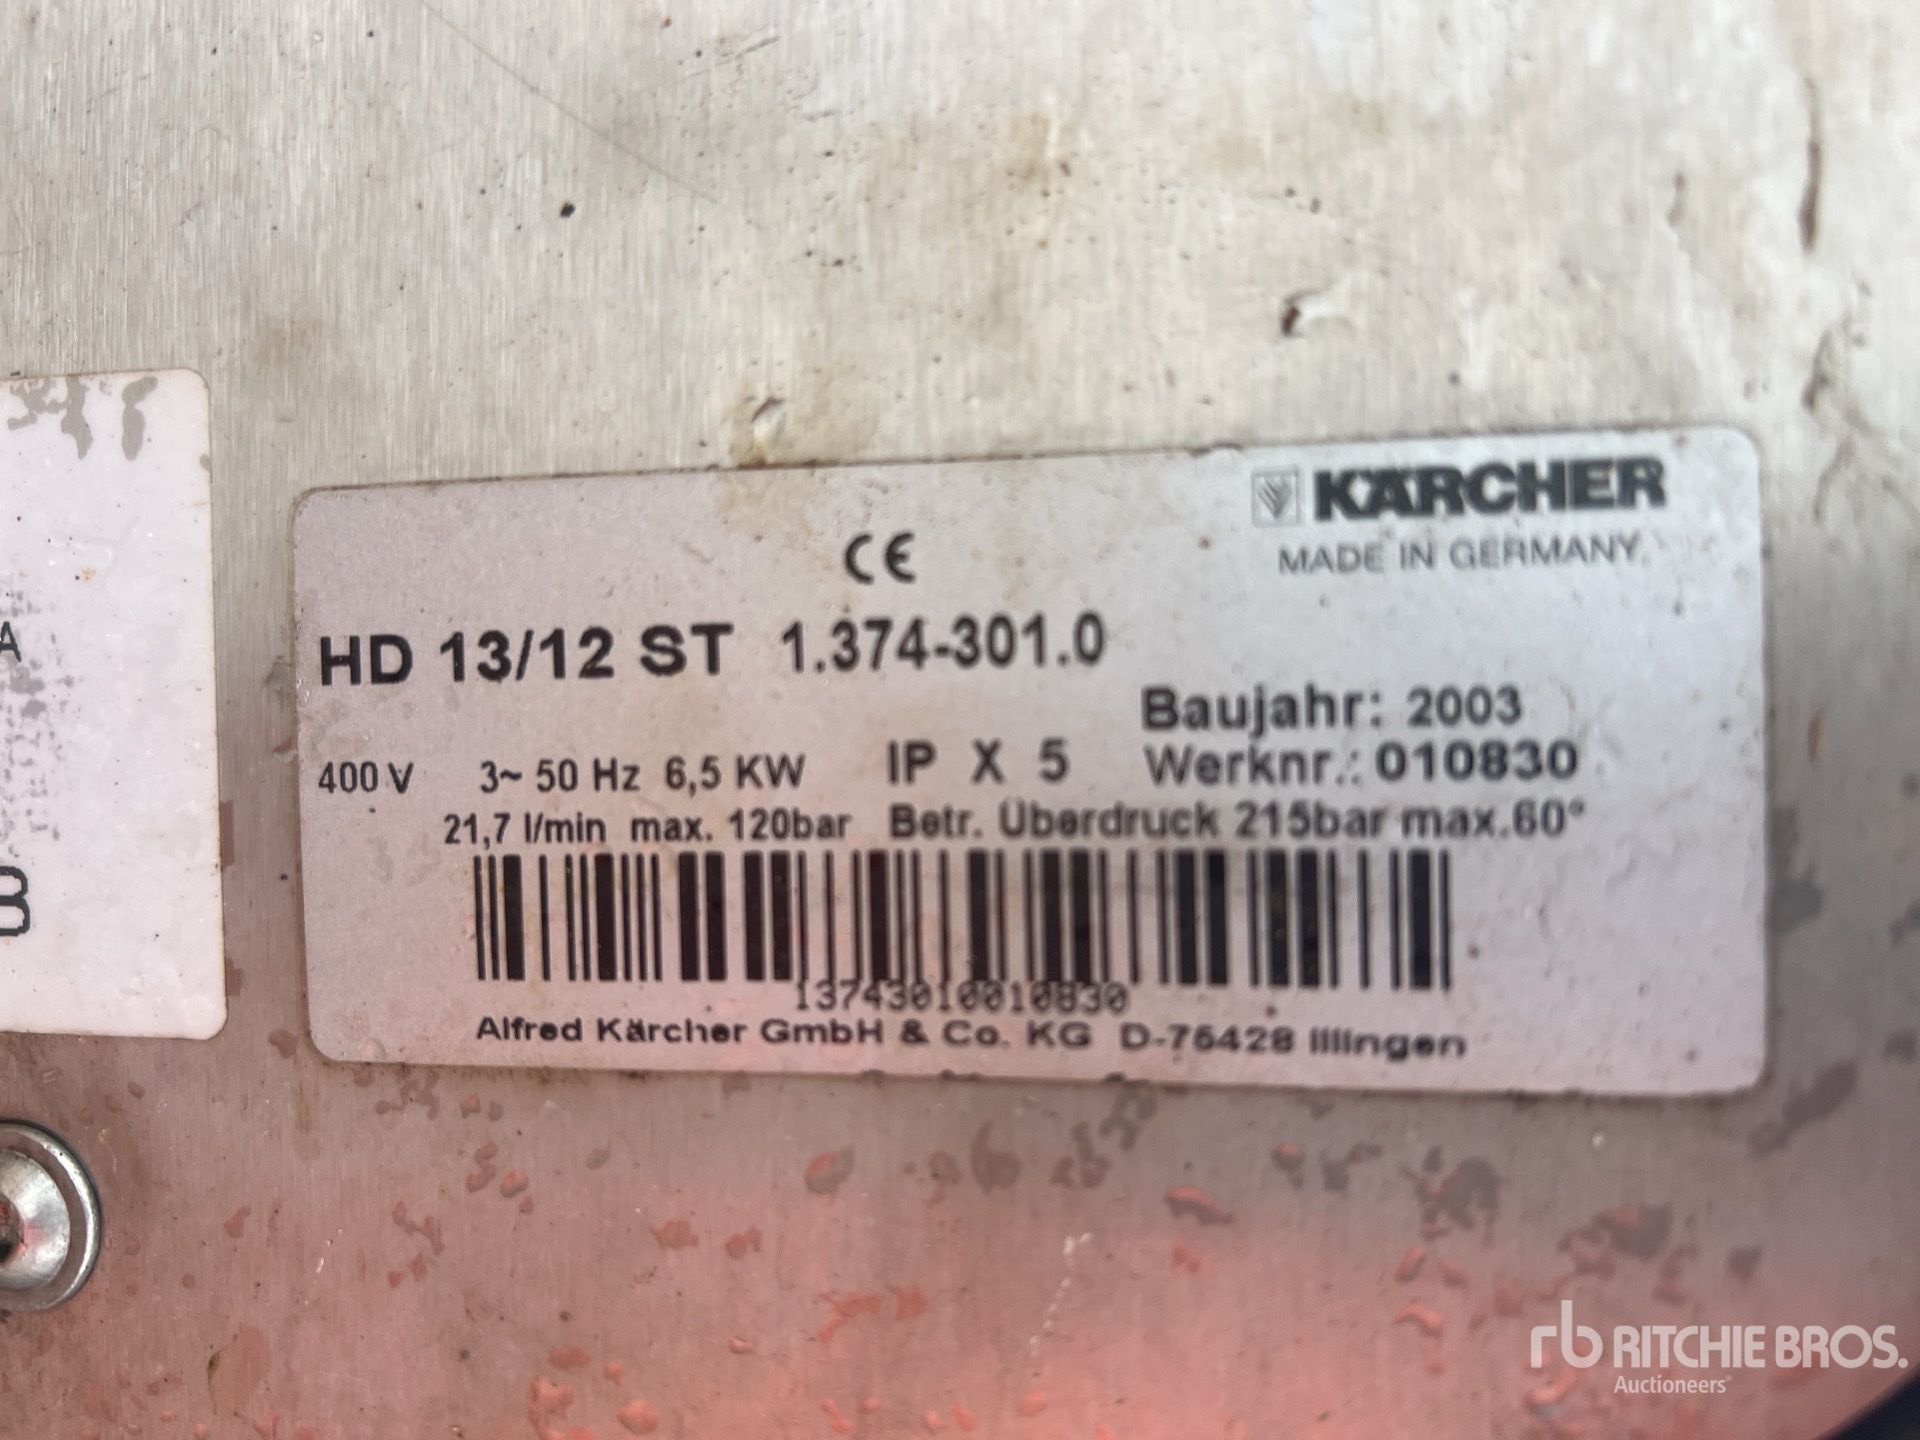 KÄRCHER
MADE IN GERMANY
CE
HD 13/12 ST 1.374-301.0
Baujahr: 2003
400 V 3~ 50 Hz 6,5 KW IP X 5 Werknr.: 010830
21,7 l/min max. 120bar Betr. Überdruck 215bar max.60°
13743010010830
Alfred Kärcher GmbH & Co. KG D-75428 Illingen
A
B
rb RITCHIE BROS.
Auctioneers